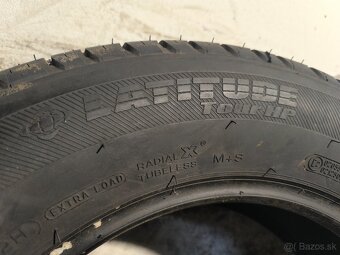 LATITUDE
Tour HP
RADIAL X®
TUBELESS M+S
EXTRA LOAD
© Bazos.sk